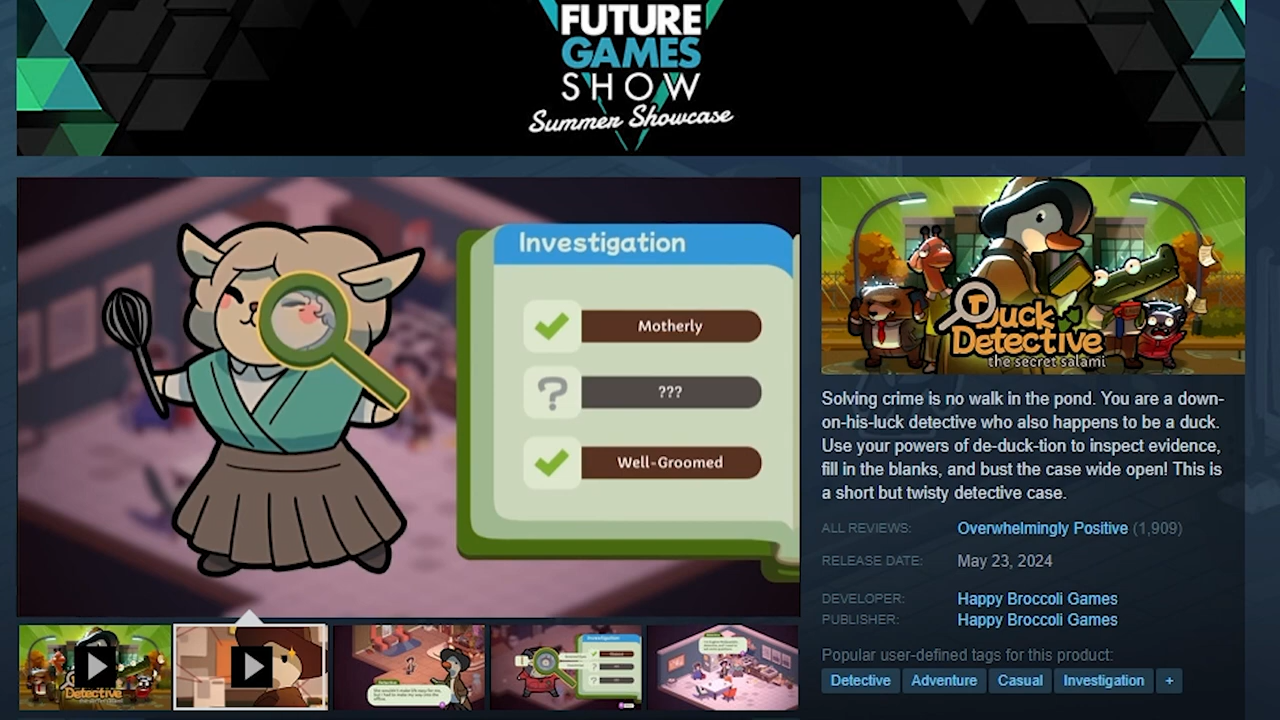 FUTURE
GAMES
SHOW
Summer Showcase
Investigation
Motherly
???
Well-Groomed
Duck
Detective
the secret salami
Solving crime is no walk in the pond. You are a down-
on-his-luck detective who also happens to be a duck.
Use your powers of de-duck-tion to inspect evidence,
fill in the blanks, and bust the case wide open! This is
a short but twisty detective case.
ALL REVIEWS: Overwhelmingly Positive (1,909)
RELEASE DATE: May 23, 2024
DEVELOPER: Happy Broccoli Games
PUBLISHER: Happy Broccoli Games
Popular user-defined tags for this product:
Detective Adventure Casual Investigation +
Detective
Investigation